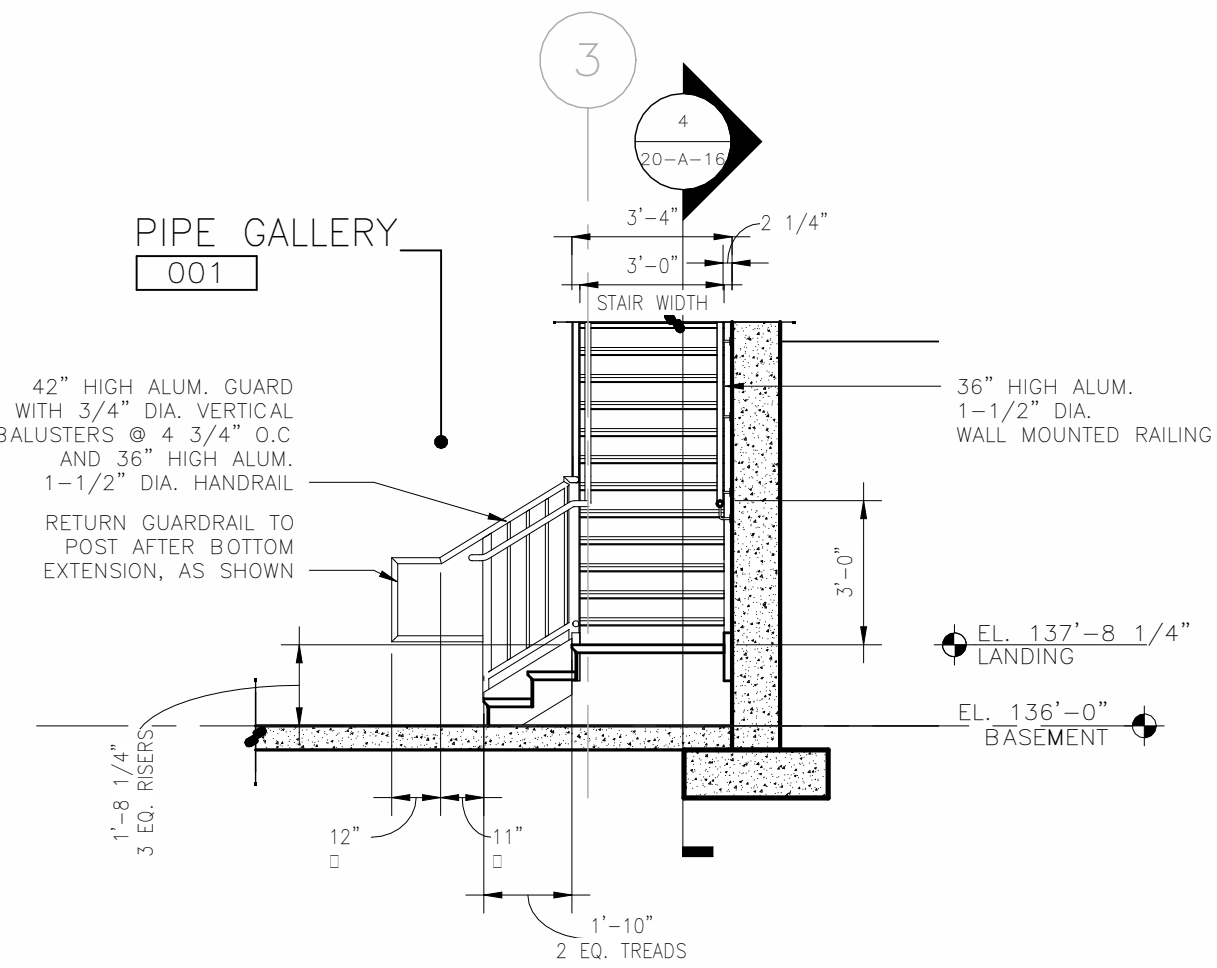 3
4
20-A-16
3'-4"
2 1/4"
PIPE GALLERY
001
3'-0"
STAIR WIDTH
42" HIGH ALUM. GUARD
WITH 3/4" DIA. VERTICAL
BALUSTERS @ 4 3/4" O.C
AND 36" HIGH ALUM.
1-1/2" DIA. HANDRAIL
36" HIGH ALUM.
1-1/2" DIA.
WALL MOUNTED RAILING
RETURN GUARDRAIL TO
POST AFTER BOTTOM
EXTENSION, AS SHOWN
3'-0"
EL. 137'-8 1/4"
LANDING
EL. 136'-0"
BASEMENT
1'-8 1/4"
3 EQ. RISERS
12"
11"
1'-10"
2 EQ. TREADS